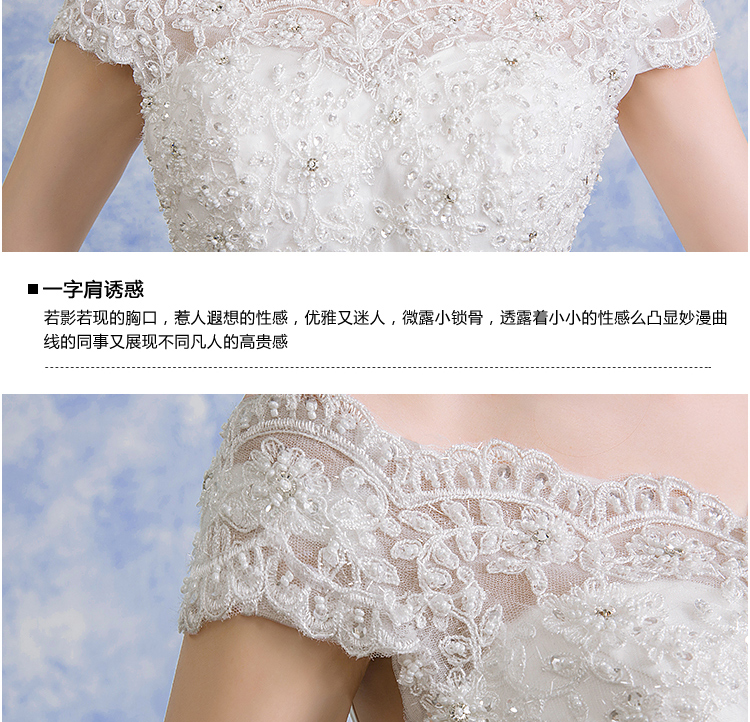 ■一字肩诱惑
若影若现的胸口，惹人遐想的性感，优雅又迷人，微露小锁骨，透露着小小的性感么凸显妙漫曲
线的同事又展现不同凡人的高贵感